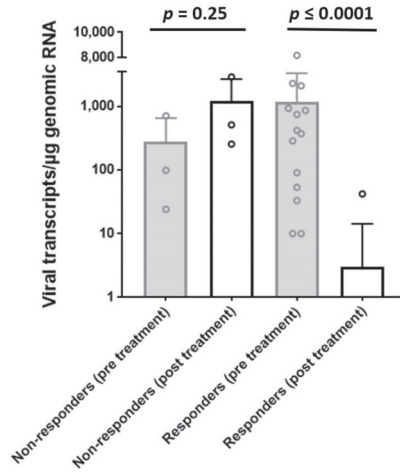 p = 0.25 p ≤ 0.0001
Viral transcripts/µg genomic RNA
10,000
8,000
1,000
100
10
1
Non-responders (pre treatment)
Non-responders (post treatment)
Responders (pre treatment)
Responders (post treatment)